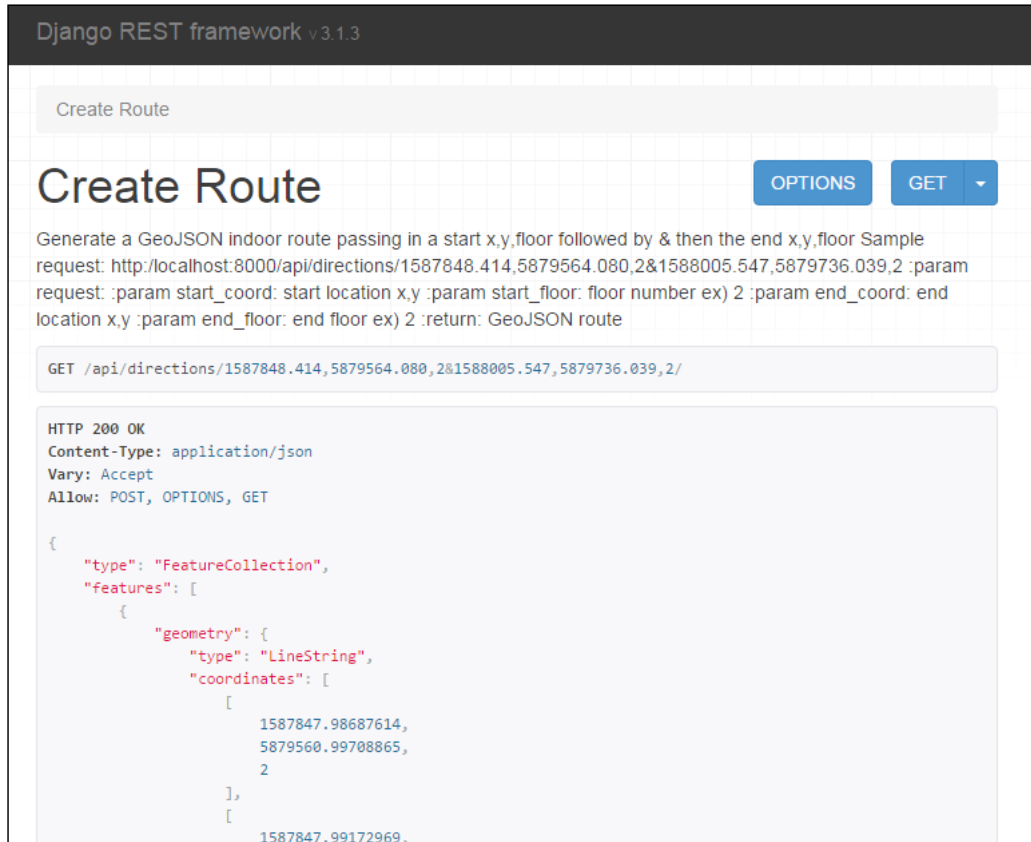 Django REST framework v 3.1.3
Create Route
Create Route
OPTIONS
GET
Generate a GeoJSON indoor route passing in a start x,y,floor followed by & then the end x,y,floor Sample
request: http:/localhost:8000/api/directions/1587848.414,5879564.080,2&1588005.547,5879736.039,2 :param
request: :param start_coord: start location x,y :param start_floor: floor number ex) 2 :param end_coord: end
location x,y :param end_floor: end floor ex) 2 :return: GeoJSON route
GET /api/directions/1587848.414,5879564.080,2&1588005.547,5879736.039,2/
HTTP 200 OK
Content-Type: application/json
Vary: Accept
Allow: POST, OPTIONS, GET
{
"type": "FeatureCollection",
"features": [
{
"geometry": {
"type": "LineString",
"coordinates": [
[
1587847.98687614,
5879560.99708865,
2
],
[
1587847.99172969,